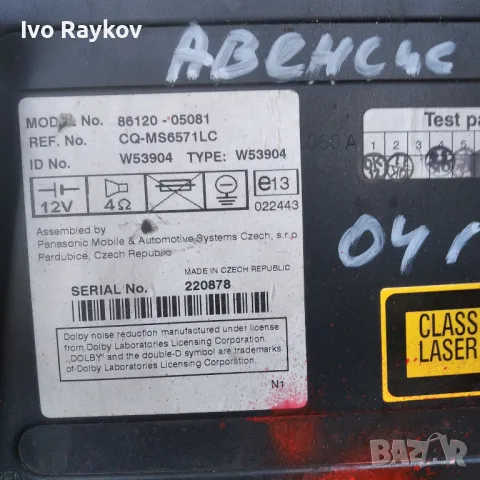 Ivo Raykov
АВЕНС4С
MODEL No. 86120 - 05081
REF. No. CQ-MS6571LC
ID No W53904 TYPE: W53904
12V 4Ω e13
022443
Assembled by
Panasonic Mobile & Automotive Systems Czech, s.r.o.
Pardubice, Czech Republic
MADE IN CZECH REPUBLIC
SERIAL No. 220878
Dolby noise reduction manufactured under license
from Dolby Laboratories Licensing Corporation.
„DOLBY" and the double-D symbol are trademarks
of Dolby Laboratories Licensing Corporation.
N1
Test pa
1 2 3 4
04 г
CLASS
LASER
BAZAR